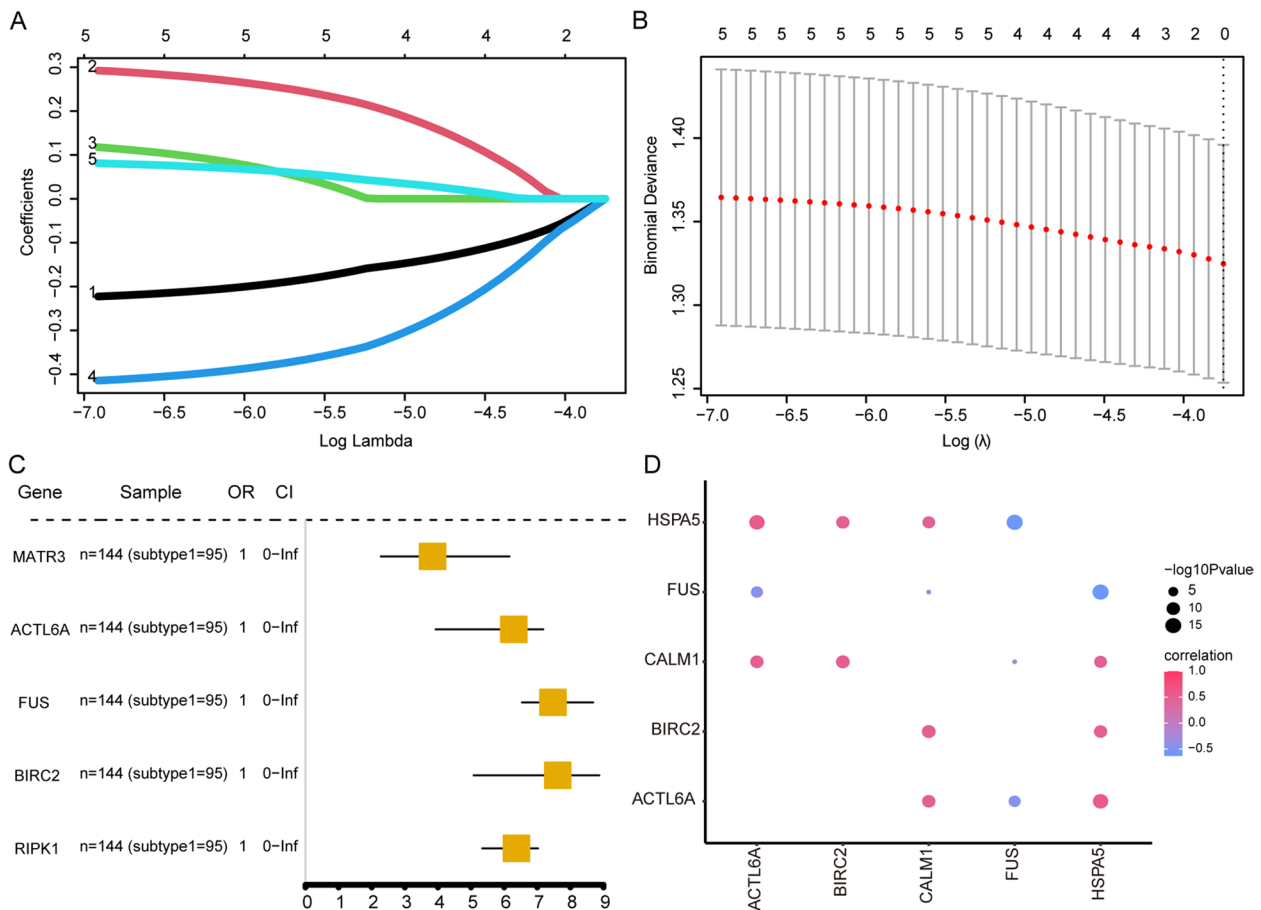 A
5 5 5 5 4 4 2
Coefficients
0.3
0.2
0.1
0.0
−0.1
−0.2
−0.3
−0.4
2
3
5
1
4
−7.0 −6.5 −6.0 −5.5 −5.0 −4.5 −4.0
Log Lambda
B
5 5 5 5 5 5 5 5 5 5 4 4 4 4 4 3 2 0
Binomial Deviance
1.40
1.35
1.30
1.25
−7.0 −6.5 −6.0 −5.5 −5.0 −4.5 −4.0
Log (λ)
C
Gene Sample OR CI
MATR3 n=144 (subtype1=95) 1 0−Inf
ACTL6A n=144 (subtype1=95) 1 0−Inf
FUS n=144 (subtype1=95) 1 0−Inf
BIRC2 n=144 (subtype1=95) 1 0−Inf
RIPK1 n=144 (subtype1=95) 1 0−Inf
0 1 2 3 4 5 6 7 8 9
D
HSPA5
FUS
CALM1
BIRC2
ACTL6A
ACTL6A BIRC2 CALM1 FUS HSPA5
−log10Pvalue
5
10
15
correlation
1.0
0.5
0.0
−0.5